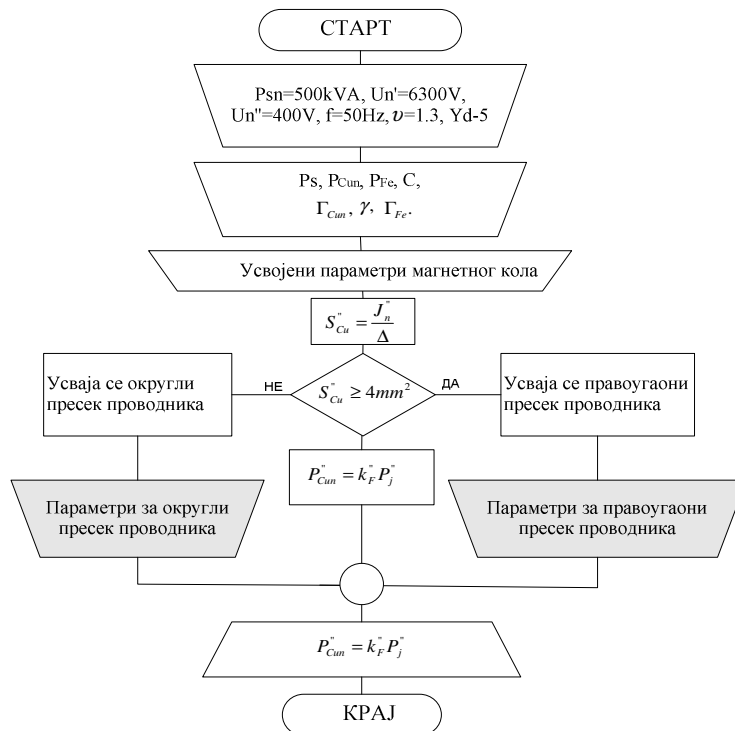 СТАРТ
Psn=500kVA, Un'=6300V,
Un''=400V, f=50Hz, υ=1.3, Yd-5
Ps, PCun, PFe, C,
ΓCun, γ, ΓFe.
Усвојени параметри магнетног кола
S''Cu = J''n / Δ
Усваја се округли
пресек проводника
НЕ
S''Cu ≥ 4mm²
ДА
Усваја се правоугаони
пресек проводника
P''Cun = k''F P''j
Параметри за округли
пресек проводника
Параметри за правоугаони
пресек проводника
P''Cun = k''F P''j
КРАЈ